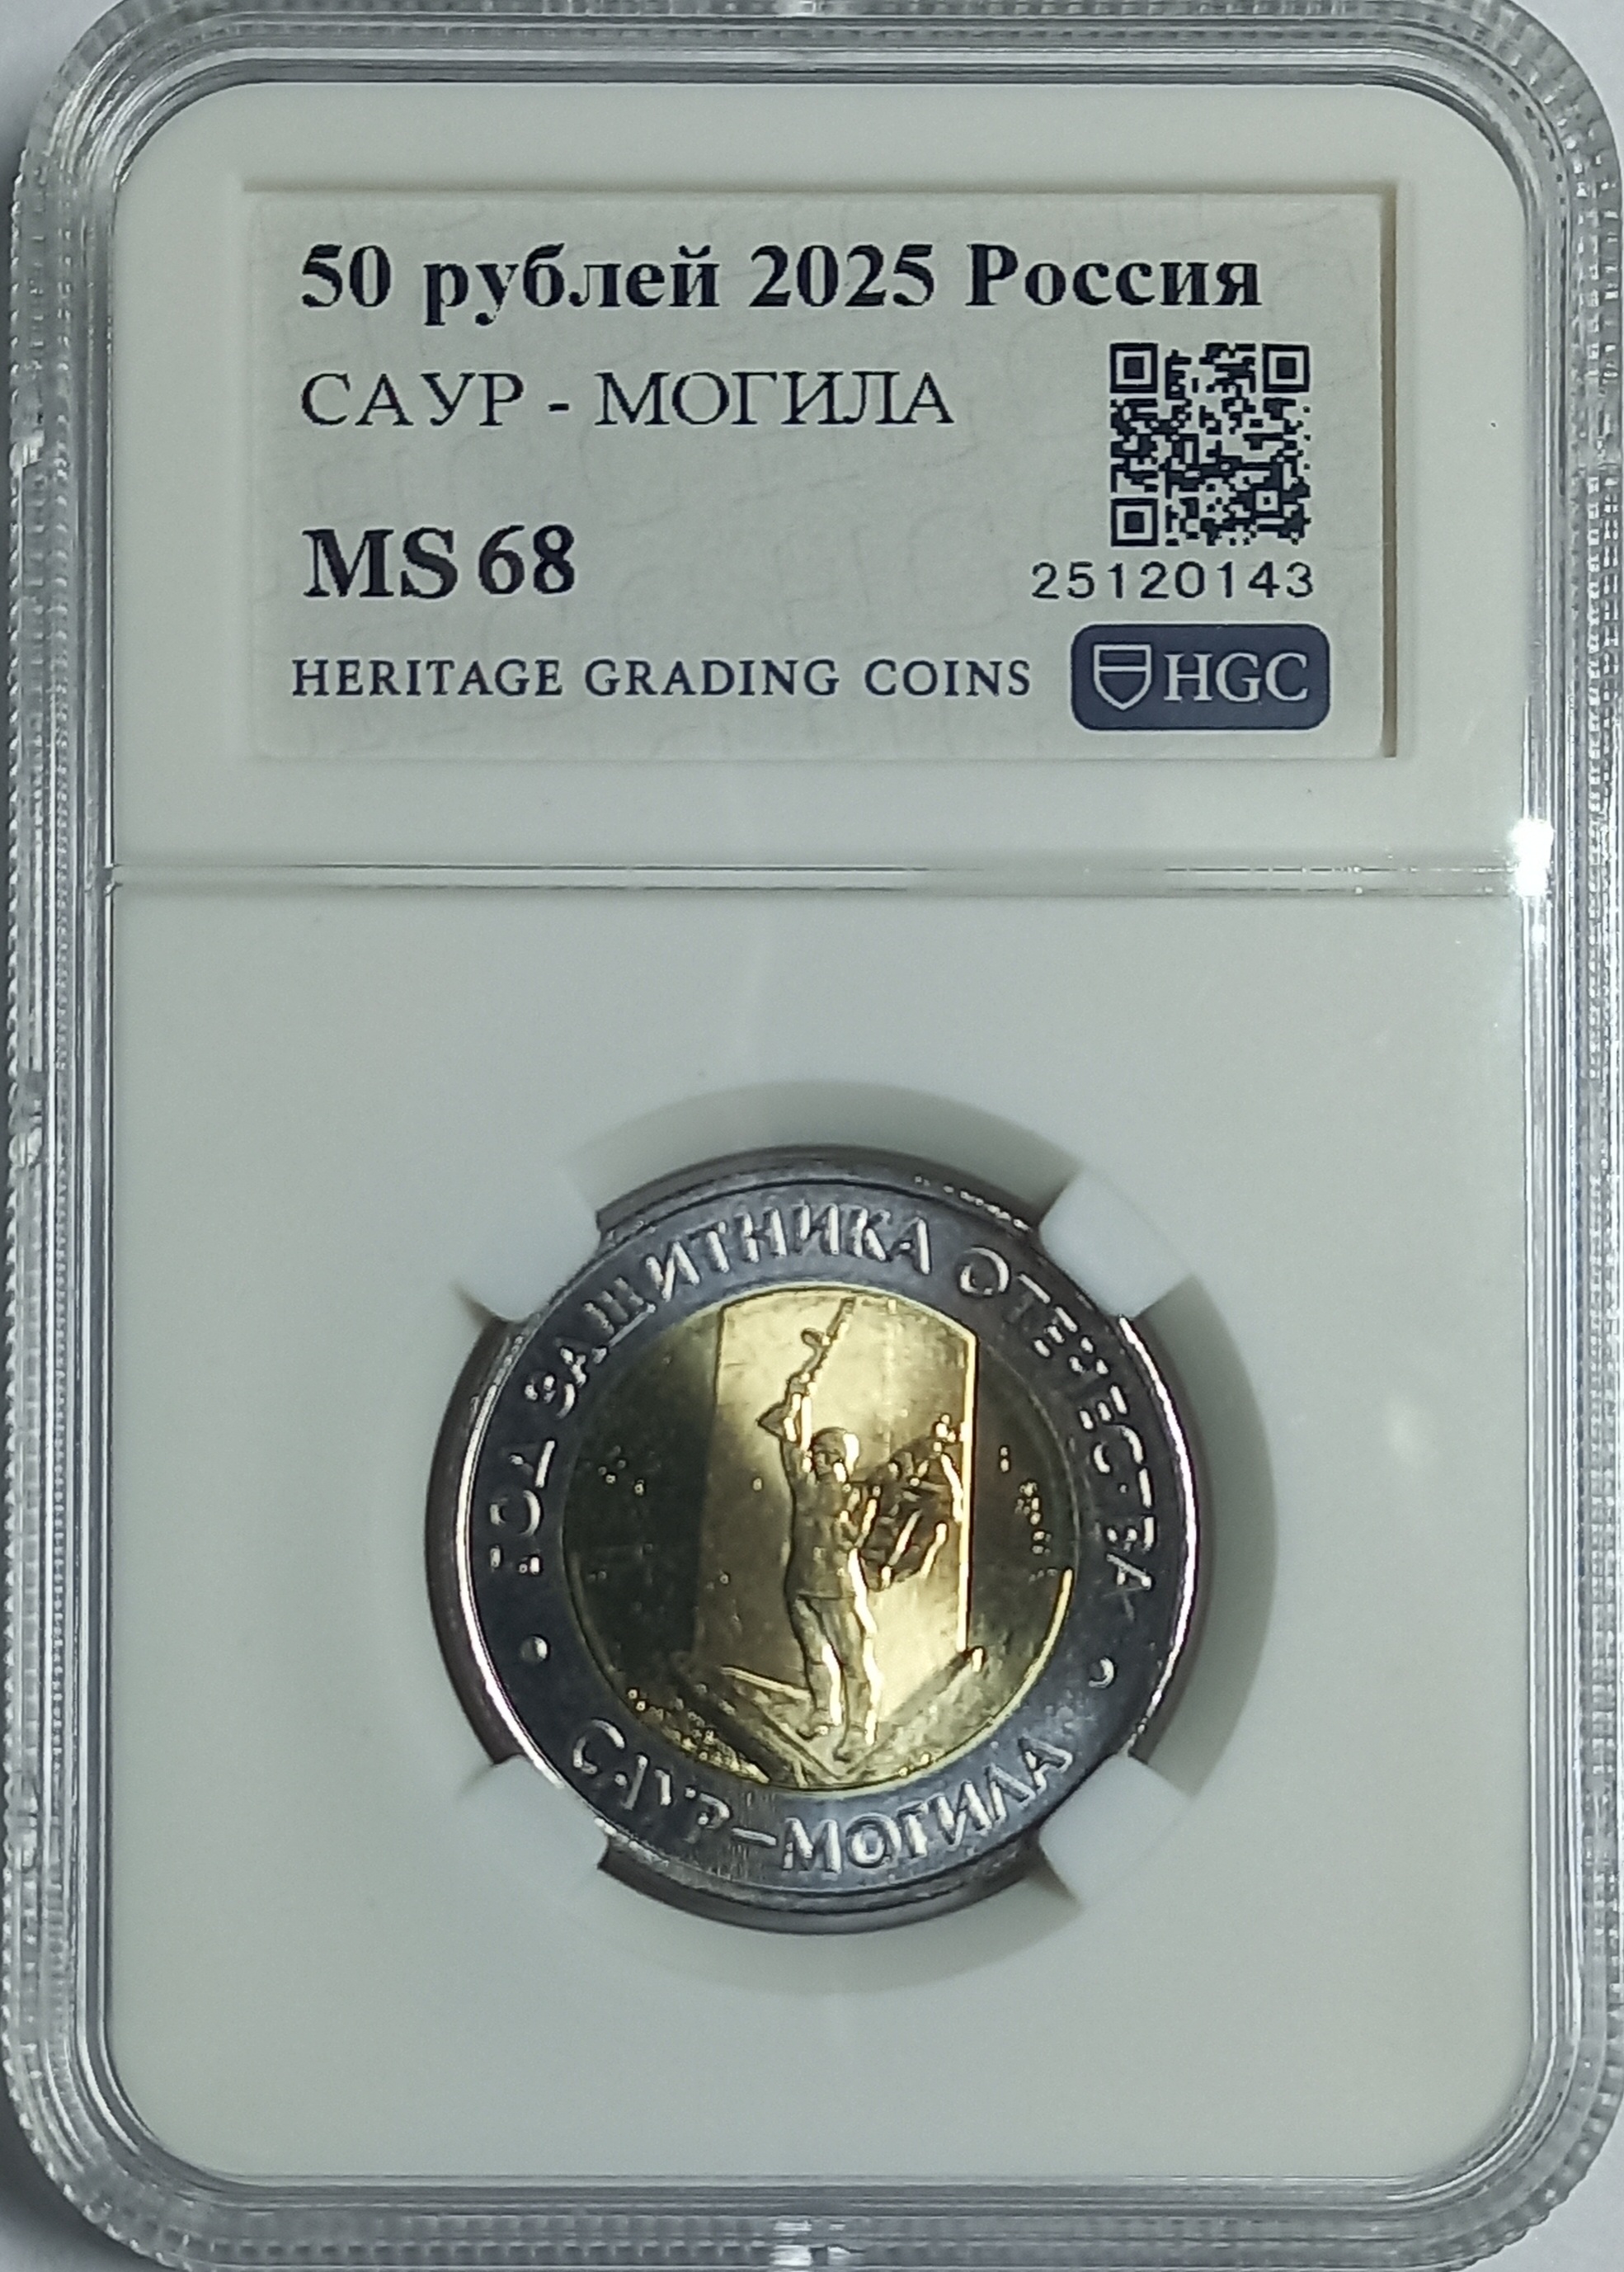 50 рублей 2025 Россия
САУР - МОГИЛА
MS 68
25120143
HERITAGE GRADING COINS
HGC
ГОД ЗАЩИТНИКА ОТЕЧЕСТВА
САУР-МОГИЛА